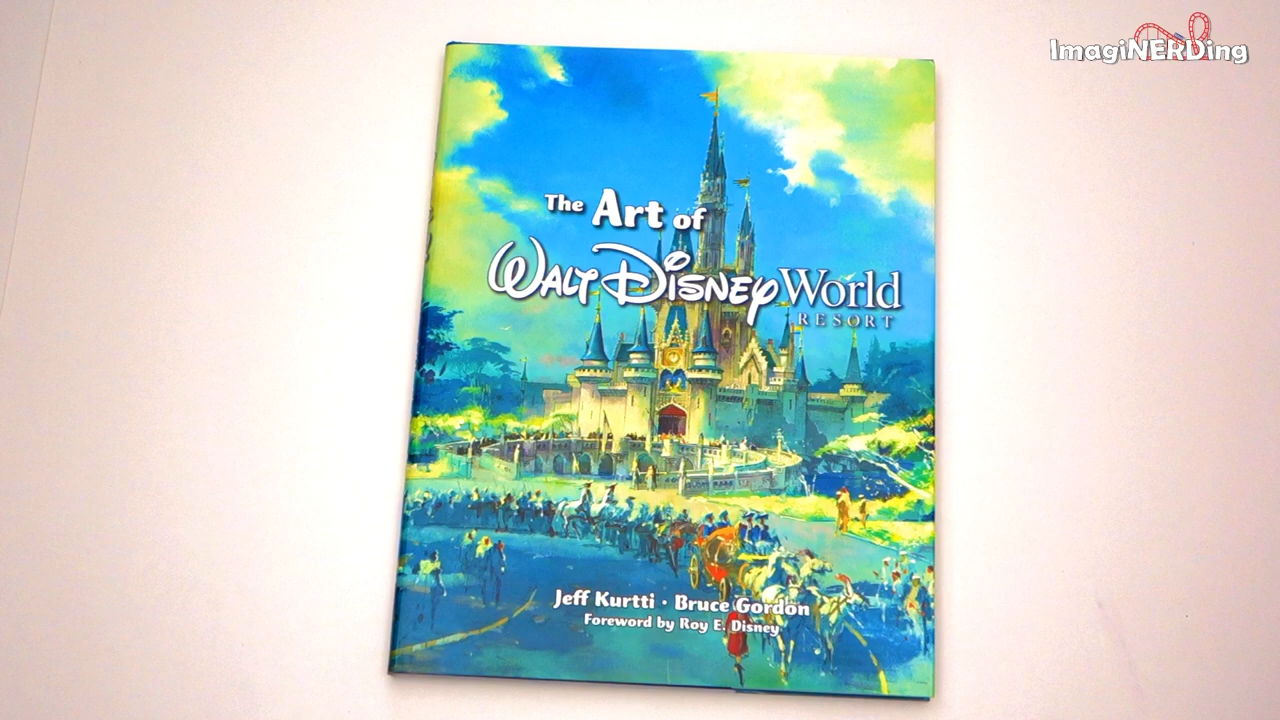 ImagiNERDing
The Art of
WALT DISNEY World
RESORT
Jeff Kurtti · Bruce Gordon
Foreword by Roy E. Disney